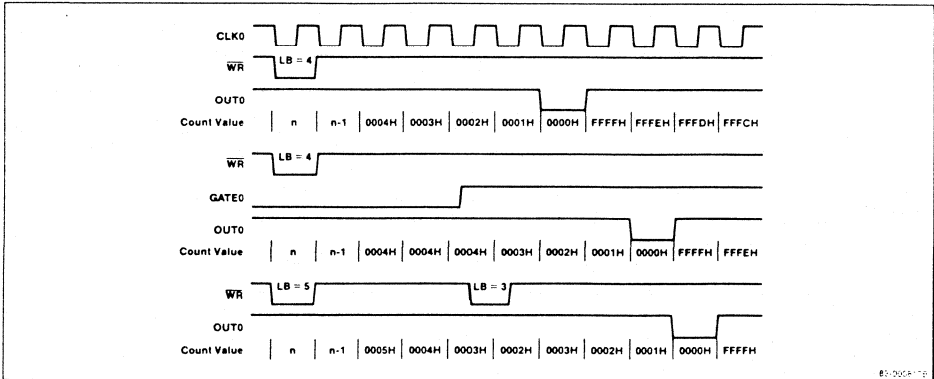 CLK0
WR LB = 4
OUT0
Count Value n n-1 0004H 0003H 0002H 0001H 0000H FFFFH FFFEH FFFDH FFFCH
WR LB = 4
GATE0
OUT0
Count Value n n-1 0004H 0004H 0004H 0003H 0002H 0001H 0000H FFFFH FFFEH
WR LB = 5 LB = 3
OUT0
Count Value n n-1 0005H 0004H 0003H 0002H 0003H 0002H 0001H 0000H FFFFH